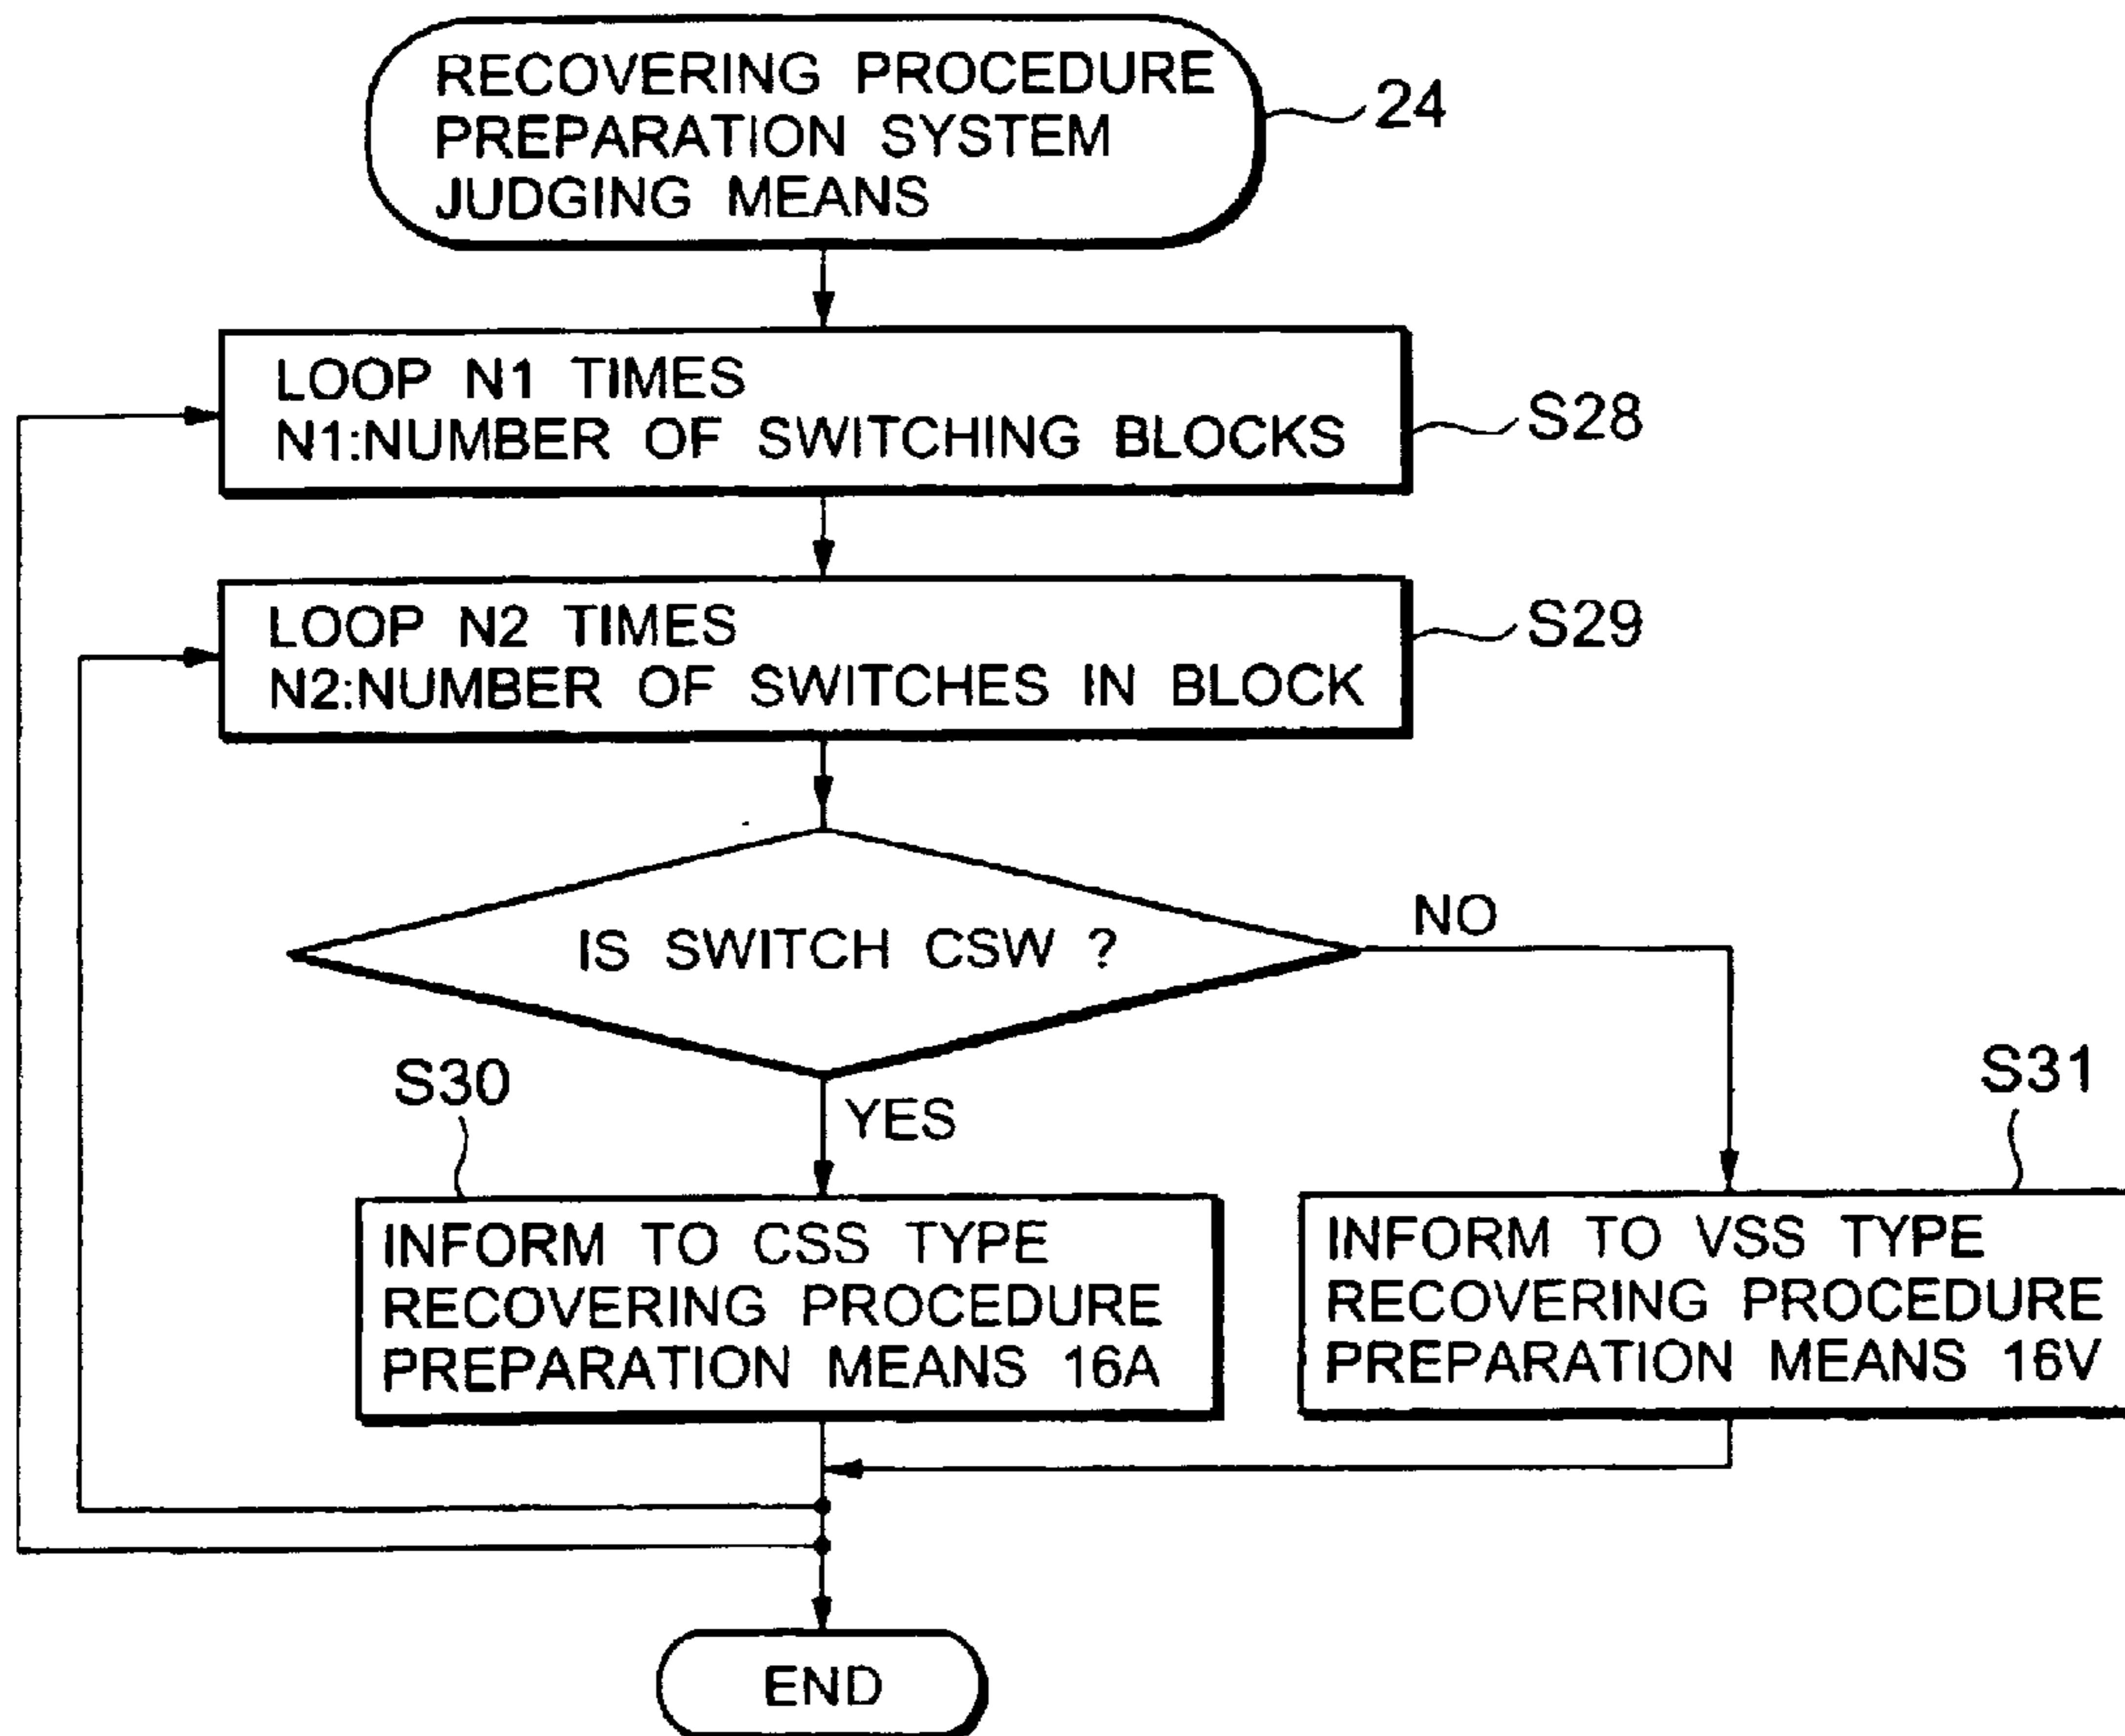 RECOVERING PROCEDURE
PREPARATION SYSTEM
JUDGING MEANS
24
LOOP N1 TIMES
N1:NUMBER OF SWITCHING BLOCKS
S28
LOOP N2 TIMES
N2:NUMBER OF SWITCHES IN BLOCK
S29
IS SWITCH CSW ?
NO
YES
S30
S31
INFORM TO CSS TYPE
RECOVERING PROCEDURE
PREPARATION MEANS 16A
INFORM TO VSS TYPE
RECOVERING PROCEDURE
PREPARATION MEANS 16V
END